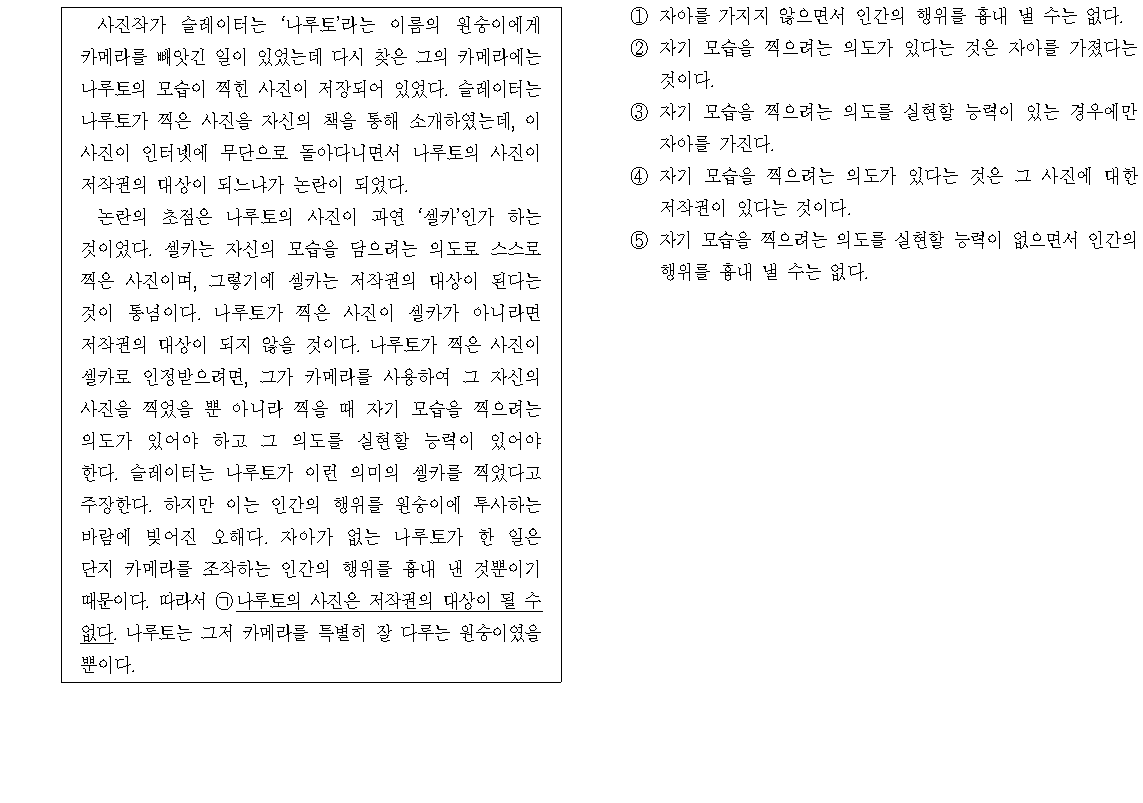 사진작가 슬레이터는 ‘나루토’라는 이름의 원숭이에게
카메라를 빼앗긴 일이 있었는데 다시 찾은 그의 카메라에는
나루토의 모습이 찍힌 사진이 저장되어 있었다. 슬레이터는
나루토가 찍은 사진을 자신의 책을 통해 소개하였는데, 이
사진이 인터넷에 무단으로 돌아다니면서 나루토의 사진이
저작권의 대상이 되느냐가 논란이 되었다.
논란의 초점은 나루토의 사진이 과연 ‘셀카’인가 하는
것이었다. 셀카는 자신의 모습을 담으려는 의도로 스스로
찍은 사진이며, 그렇기에 셀카는 저작권의 대상이 된다는
것이 통념이다. 나루토가 찍은 사진이 셀카가 아니라면
저작권의 대상이 되지 않을 것이다. 나루토가 찍은 사진이
셀카로 인정받으려면, 그가 카메라를 사용하여 그 자신의
사진을 찍었을 뿐 아니라 찍을 때 자기 모습을 찍으려는
의도가 있어야 하고 그 의도를 실현할 능력이 있어야
한다. 슬레이터는 나루토가 이런 의미의 셀카를 찍었다고
주장한다. 하지만 이는 인간의 행위를 원숭이에 투사하는
바람에 빚어진 오해다. 자아가 없는 나루토가 한 일은
단지 카메라를 조작하는 인간의 행위를 흉내 낸 것뿐이기
때문이다. 따라서 ㉠나루토의 사진은 저작권의 대상이 될 수
없다. 나루토는 그저 카메라를 특별히 잘 다루는 원숭이였을
뿐이다.
① 자아를 가지지 않으면서 인간의 행위를 흉내 낼 수는 없다.
② 자기 모습을 찍으려는 의도가 있다는 것은 자아를 가졌다는
것이다.
③ 자기 모습을 찍으려는 의도를 실현할 능력이 있는 경우에만
자아를 가진다.
④ 자기 모습을 찍으려는 의도가 있다는 것은 그 사진에 대한
저작권이 있다는 것이다.
⑤ 자기 모습을 찍으려는 의도를 실현할 능력이 없으면서 인간의
행위를 흉내 낼 수는 없다.